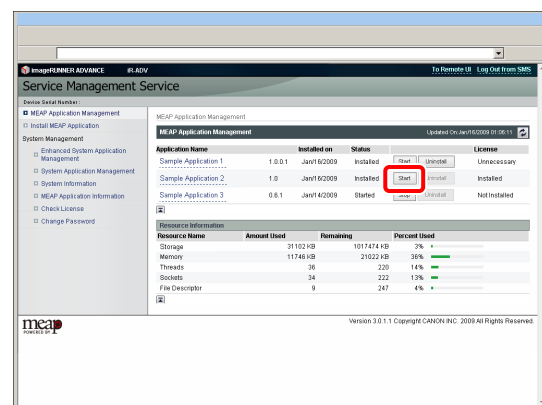 imageRUNNER ADVANCE iR-ADV To Remote UI Log Out from SMS
Service Management Service
Device Serial Number :
MEAP Application Management
Install MEAP Application
System Management
Enhanced System Application Management
System Application Management
System Information
MEAP Application Information
Check License
Change Password
MEAP Application Management
MEAP Application Management Updated On:Jan/16/2009 01:06:11
Application Name Installed on Status License
Sample Application 1 1.0.0.1 Jan/16/2009 Installed Start Uninstall Unnecessary
Sample Application 2 1.0 Jan/16/2009 Installed Start Uninstall Installed
Sample Application 3 0.6.1 Jan/14/2009 Started Stop Uninstall Not Installed
Resource Information
Resource Name Amount Used Remaining Percent Used
Storage 31102 KB 1017474 KB 3%
Memory 11746 KB 21022 KB 36%
Threads 36 220 14%
Sockets 34 222 13%
File Descriptor 9 247 4%
meap
POWERED BY
Version 3.0.1.1 Copyright CANON INC. 2009 All Rights Reserved.